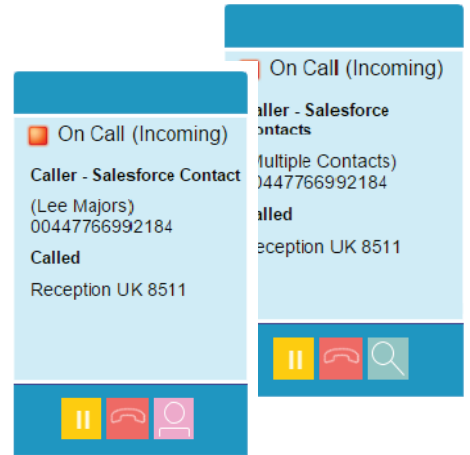 On Call (Incoming)
Caller - Salesforce Contact
(Lee Majors)
00447766992184
Called
Reception UK 8511
On Call (Incoming)
aller - Salesforce
ontacts
Multiple Contacts)
0447766992184
alled
eception UK 8511